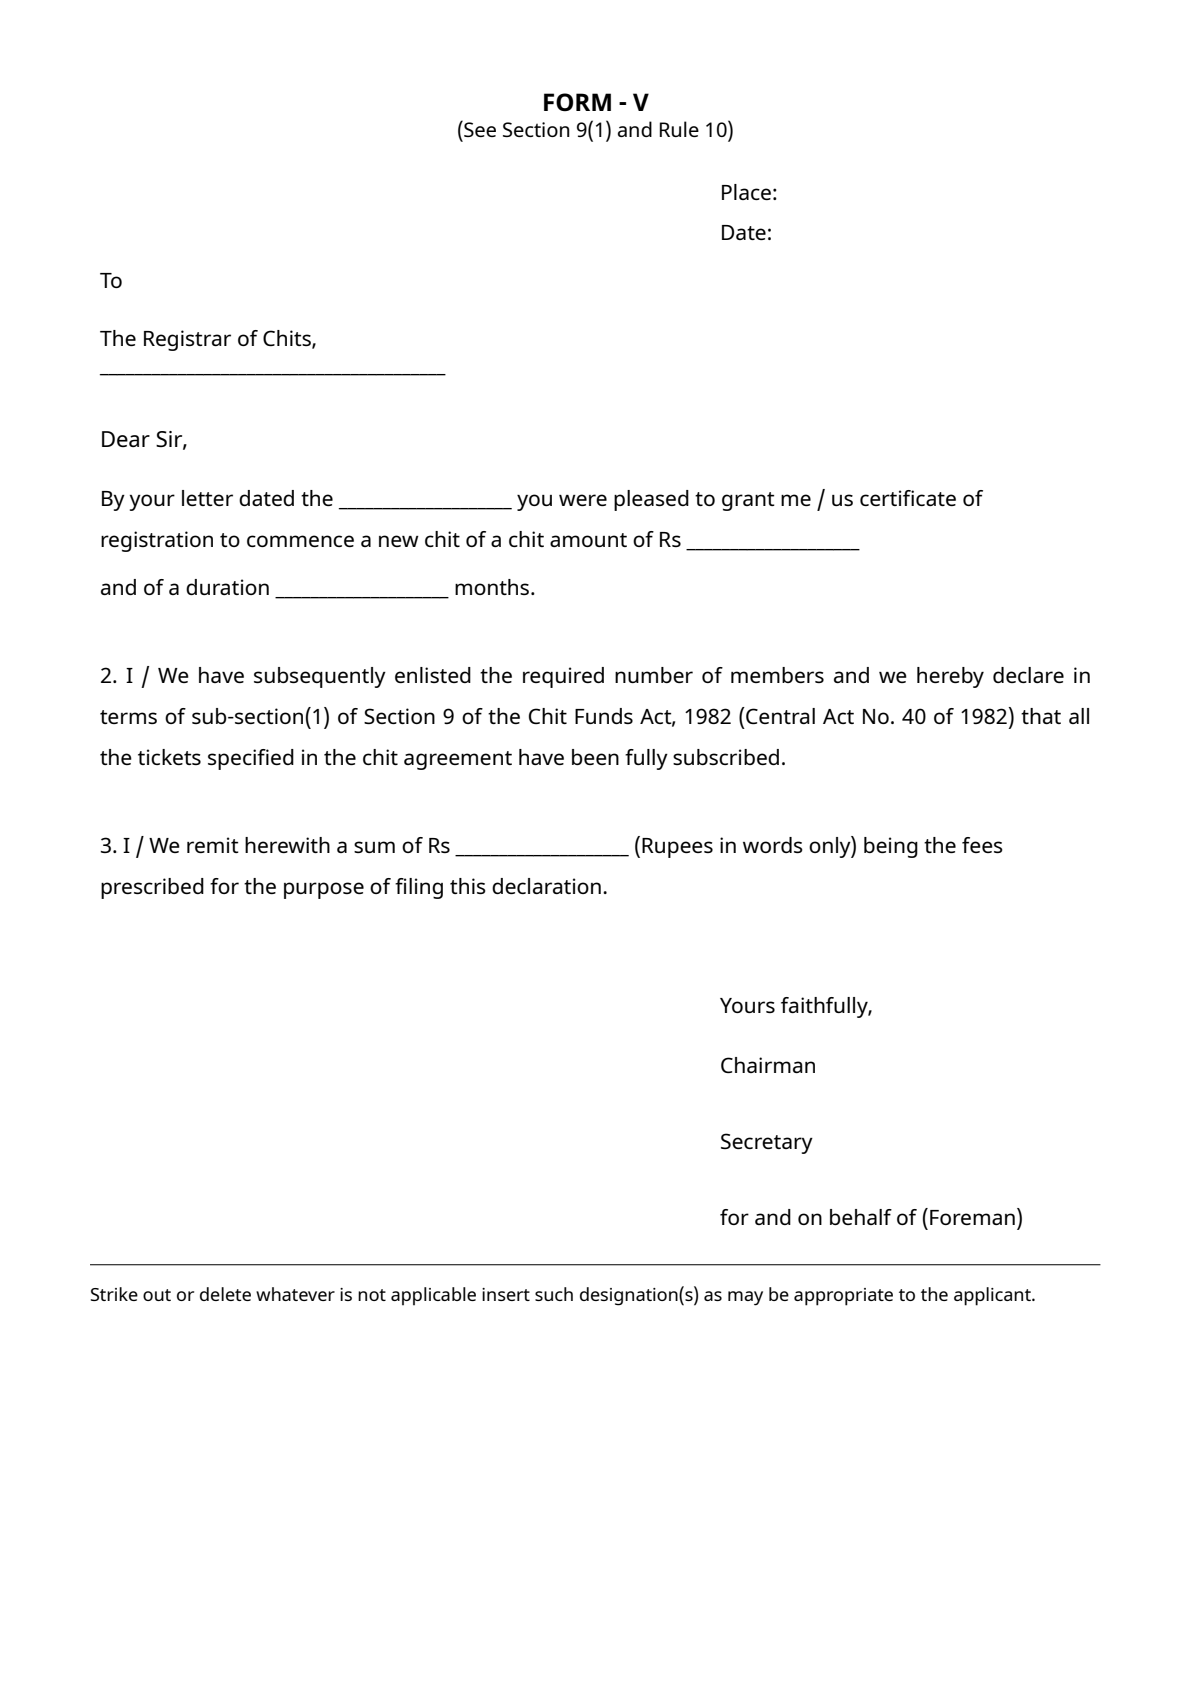 FORM - V
(See Section 9(1) and Rule 10)
Place:
Date:
To
The Registrar of Chits,
________________________________________
Dear Sir,
By your letter dated the ____________________ you were pleased to grant me / us certificate of
registration to commence a new chit of a chit amount of Rs ____________________
and of a duration ____________________ months.
2. I / We have subsequently enlisted the required number of members and we hereby declare in
terms of sub-section(1) of Section 9 of the Chit Funds Act, 1982 (Central Act No. 40 of 1982) that all
the tickets specified in the chit agreement have been fully subscribed.
3. I / We remit herewith a sum of Rs ____________________ (Rupees in words only) being the fees
prescribed for the purpose of filing this declaration.
Yours faithfully,
Chairman
Secretary
for and on behalf of (Foreman)
Strike out or delete whatever is not applicable insert such designation(s) as may be appropriate to the applicant.